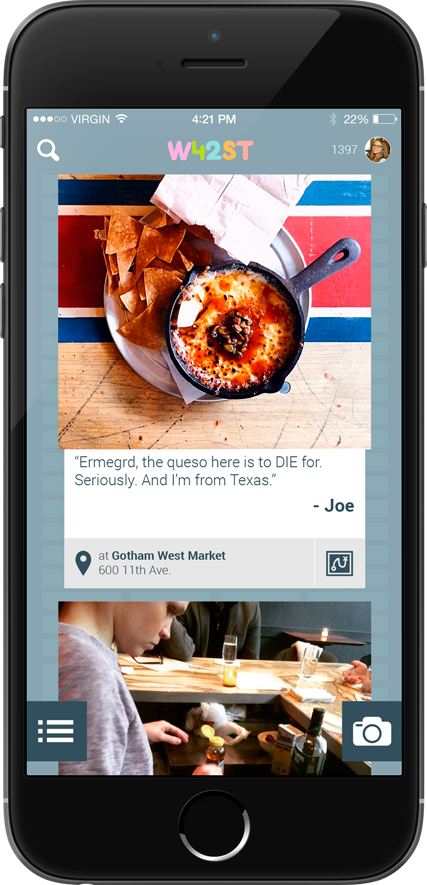 VIRGIN
4:21 PM
22%
W42ST
1397
“Ermegrd, the queso here is to DIE for.
Seriously. And I'm from Texas.”
- Joe
at Gotham West Market
600 11th Ave.